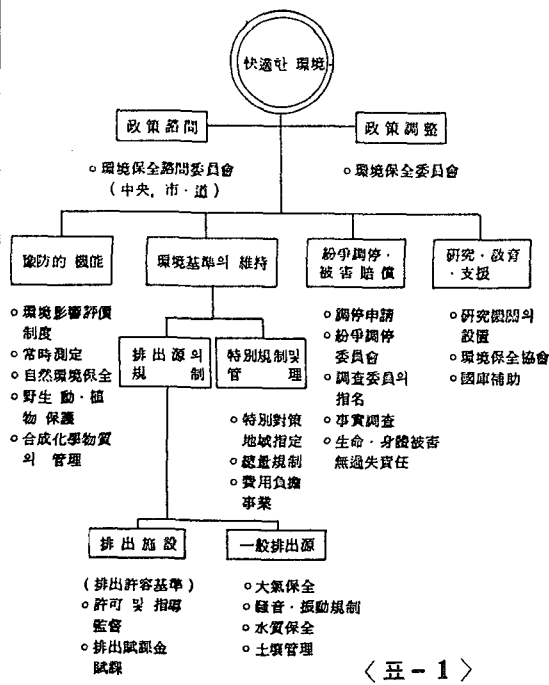 快適한 環境
政策諮問
政策調整
○ 環境保全諮問委員會
(中央, 市·道)
○ 環境保全委員會
豫防的 機能
環境基準의 維持
紛爭調停·
被害賠償
硏究·敎育
·支援
○ 環境影響評價
制度
○ 常時測定
○ 自然環境保全
○ 野生 動·植
物 保護
○ 合成化學物質
의 管理
排出源의
規 制
特別規制및
管 理
○ 特別對策
地域指定
○ 總量規制
○ 費用負擔
事業
○ 調停申請
○ 紛爭調停
委員會
○ 調査委員의
指名
○ 事實調査
○ 生命·身體被害
無過失責任
○ 硏究機關의
設置
○ 環境保全協會
○ 國庫補助
排出施設
一般排出源
(排出許容基準)
○ 許可 및 指導
監督
○ 排出賦課金
賦課
○ 大氣保全
○ 騷音·振動規制
○ 水質保全
○ 土壤管理
〈표-1〉